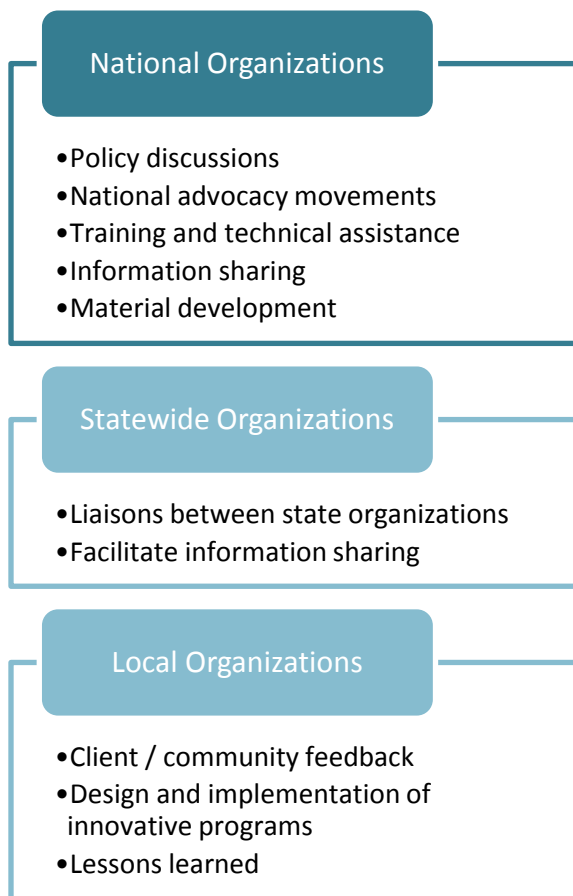 National Organizations
•Policy discussions
•National advocacy movements
•Training and technical assistance
•Information sharing
•Material development
Statewide Organizations
•Liaisons between state organizations
•Facilitate information sharing
Local Organizations
•Client / community feedback
•Design and implementation of
innovative programs
•Lessons learned